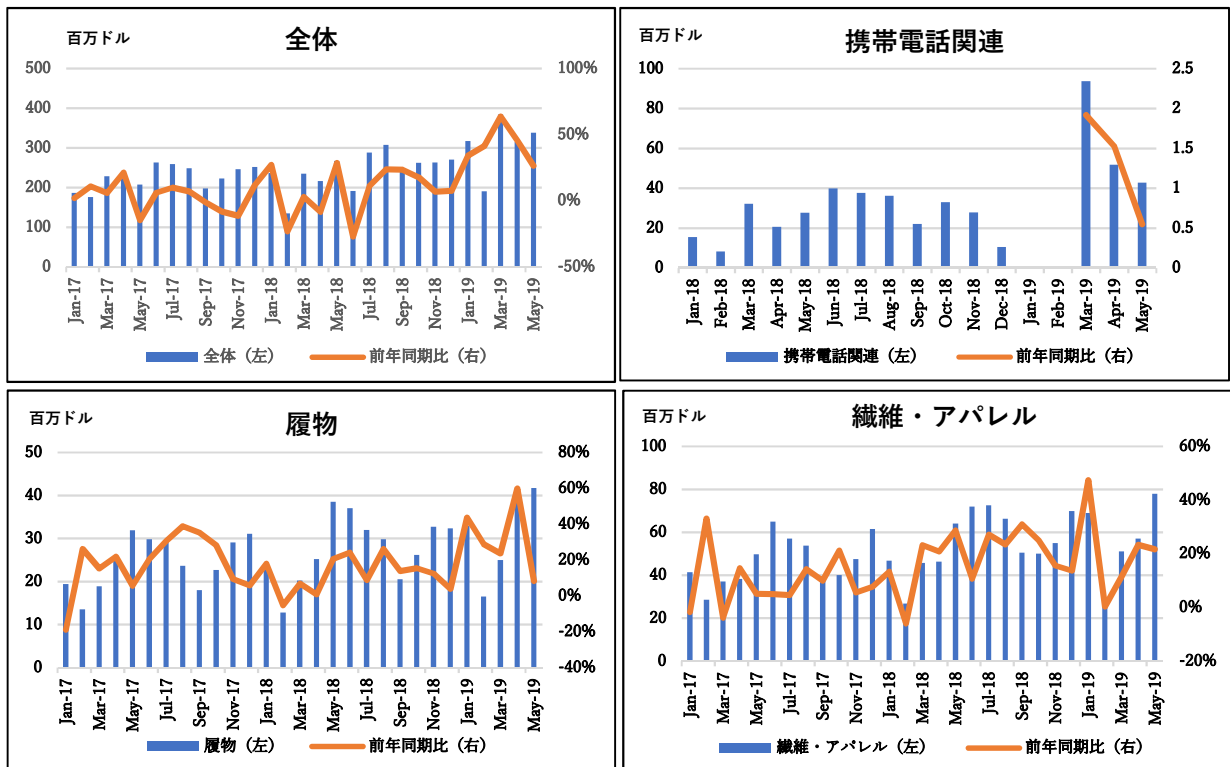 全体
百万ドル
500
400
300
200
100
0
100%
50%
0%
-50%
Jan-17
Mar-17
May-17
Jul-17
Sep-17
Nov-17
Jan-18
Mar-18
May-18
Jul-18
Sep-18
Nov-18
Jan-19
Mar-19
May-19
全体（左） 前年同期比（右）
携帯電話関連
百万ドル
100
80
60
40
20
0
2.5
2
1.5
1
0.5
0
Jan-18
Feb-18
Mar-18
Apr-18
May-18
Jun-18
Jul-18
Aug-18
Sep-18
Oct-18
Nov-18
Dec-18
Jan-19
Feb-19
Mar-19
Apr-19
May-19
携帯電話関連（左） 前年同期比（右）
履物
百万ドル
50
40
30
20
10
0
80%
60%
40%
20%
0%
-20%
-40%
Jan-17
Mar-17
May-17
Jul-17
Sep-17
Nov-17
Jan-18
Mar-18
May-18
Jul-18
Sep-18
Nov-18
Jan-19
Mar-19
May-19
履物（左） 前年同期比（右）
繊維・アパレル
百万ドル
100
80
60
40
20
0
60%
40%
20%
0%
-20%
Jan-17
Mar-17
May-17
Jul-17
Sep-17
Nov-17
Jan-18
Mar-18
May-18
Jul-18
Sep-18
Nov-18
Jan-19
Mar-19
May-19
繊維・アパレル（左） 前年同期比（右）